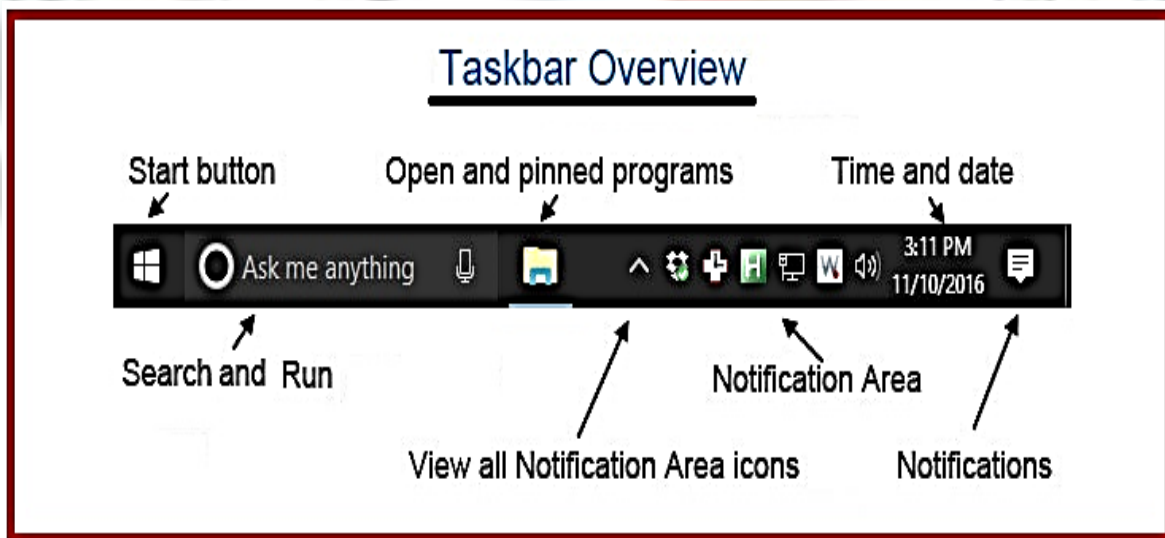 Taskbar Overview
Start button
Open and pinned programs
Time and date
Ask me anything
H
W
3:11 PM
11/10/2016
Search and Run
Notification Area
View all Notification Area icons
Notifications